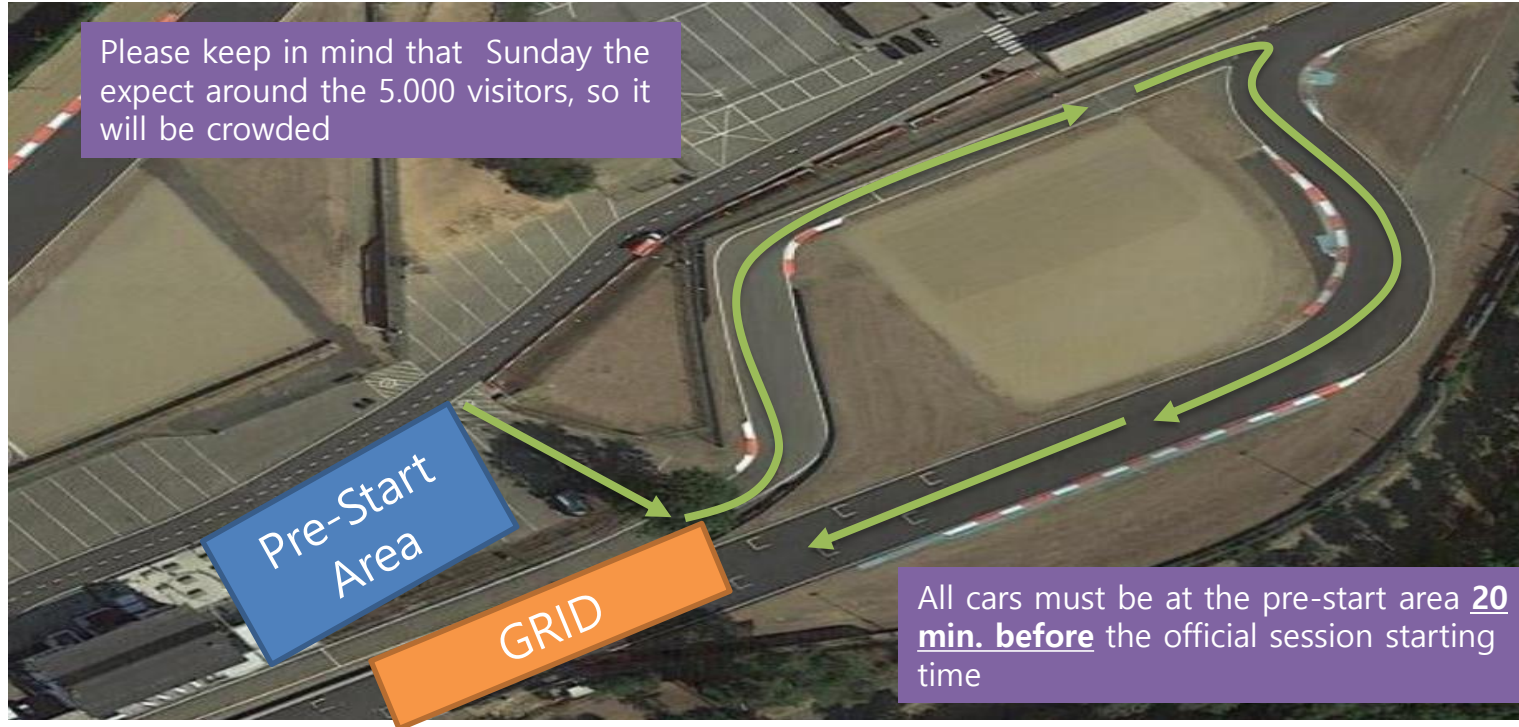 Please keep in mind that Sunday the
expect around the 5.000 visitors, so it
will be crowded
Pre-Start
Area
GRID
All cars must be at the pre-start area 20
min. before the official session starting
time